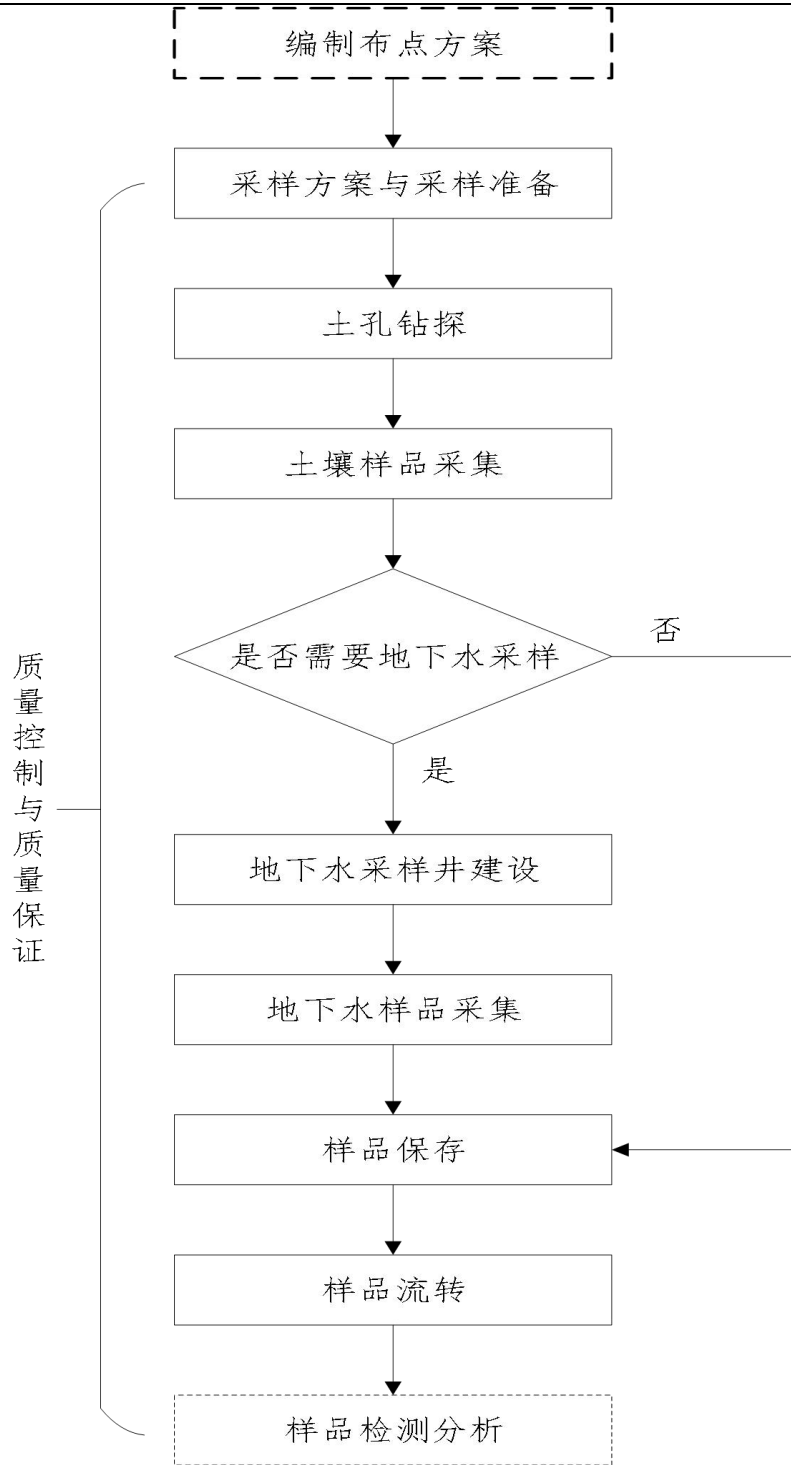 编制布点方案
采样方案与采样准备
土孔钻探
土壤样品采集
是否需要地下水采样
否
是
质量控制与质量保证
地下水采样井建设
地下水样品采集
样品保存
样品流转
样品检测分析